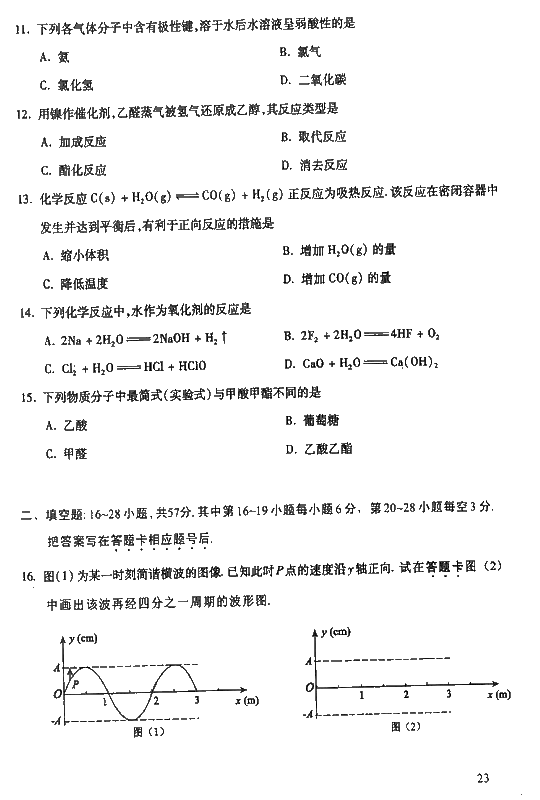 11. 下列各气体分子中含有极性键,溶于水后水溶液呈弱酸性的是
A. 氨 B. 氯气
C. 氯化氢 D. 二氧化碳
12. 用镍作催化剂,乙醛蒸气被氢气还原成乙醇,其反应类型是
A. 加成反应 B. 取代反应
C. 酯化反应 D. 消去反应
13. 化学反应 C(s) + H₂O(g) ⇌ CO(g) + H₂(g) 正反应为吸热反应. 该反应在密闭容器中
发生并达到平衡后,有利于正向反应的措施是
A. 缩小体积 B. 增加 H₂O(g) 的量
C. 降低温度 D. 增加 CO(g) 的量
14. 下列化学反应中,水作为氧化剂的反应是
A. 2Na + 2H₂O ══ 2NaOH + H₂↑ B. 2F₂ + 2H₂O ══ 4HF + O₂
C. Cl₂ + H₂O ══ HCl + HClO D. CaO + H₂O ══ Ca(OH)₂
15. 下列物质分子中最简式(实验式)与甲酸甲酯不同的是
A. 乙酸 B. 葡萄糖
C. 甲醛 D. 乙酸乙酯
二、填空题: 16~28 小题, 共57分. 其中第 16~19 小题每小题 6 分, 第 20~28 小题每空 3 分.
把答案写在答题卡相应题号后.
16. 图(1) 为某一时刻简谐横波的图像. 已知此时P点的速度沿y轴正向. 试在答题卡图 (2)
中画出该波再经四分之一周期的波形图.
y (cm) y (cm)
A A
P
O 1 2 3 x (m) O 1 2 3 x (m)
-A -A
图 (1) 图 (2)
23